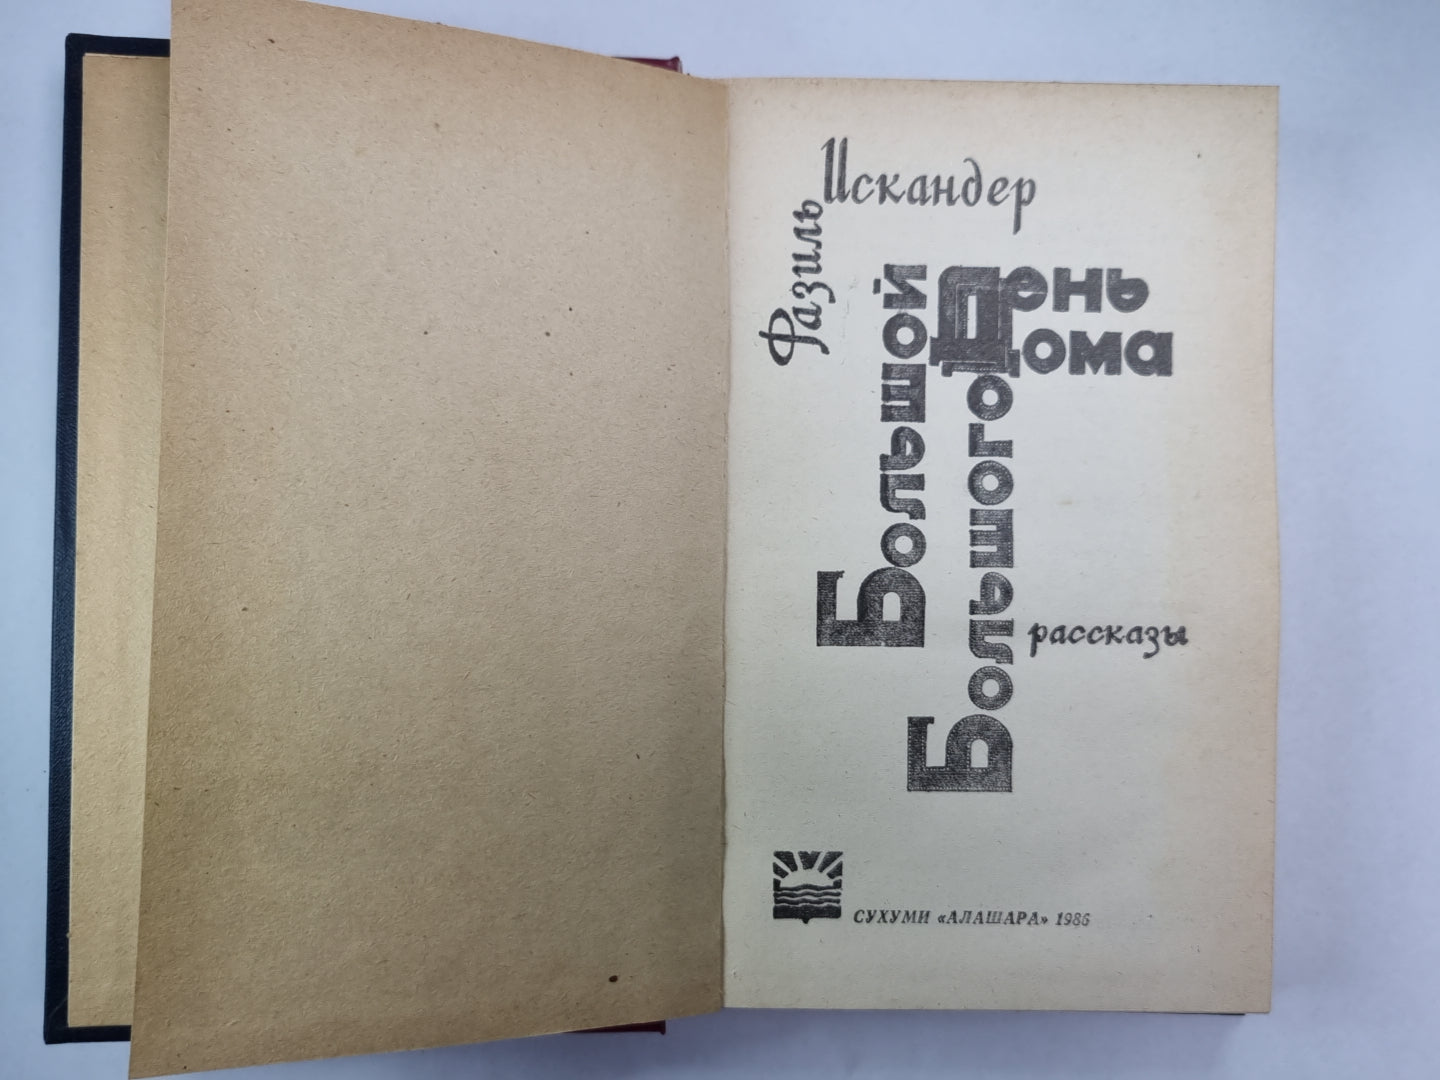 Фазиль
Искандер
Большой
День
Большого
Дома
рассказы
СУХУМИ «АЛАШАРА» 1986